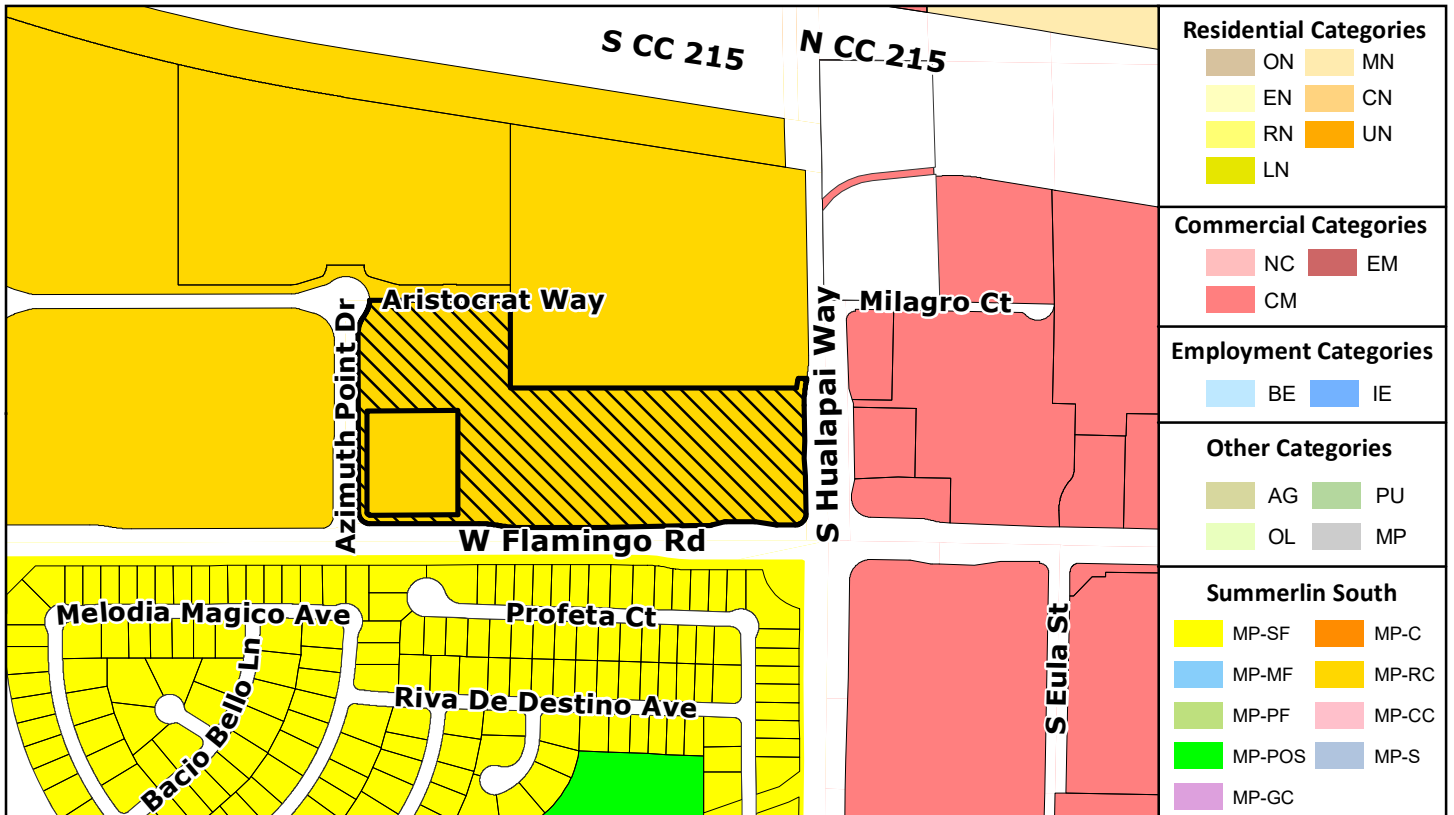 S CC 215
N CC 215
Aristocrat Way
Milagro Ct
Azimuth Point Dr
S Hualapai Way
W Flamingo Rd
Melodia Magico Ave
Profeta Ct
Bacio Bello Ln
Riva De Destino Ave
S Eula St
Residential Categories
ON MN
EN CN
RN UN
LN
Commercial Categories
NC EM
CM
Employment Categories
BE IE
Other Categories
AG PU
OL MP
Summerlin South
MP-SF MP-C
MP-MF MP-RC
MP-PF MP-CC
MP-POS MP-S
MP-GC